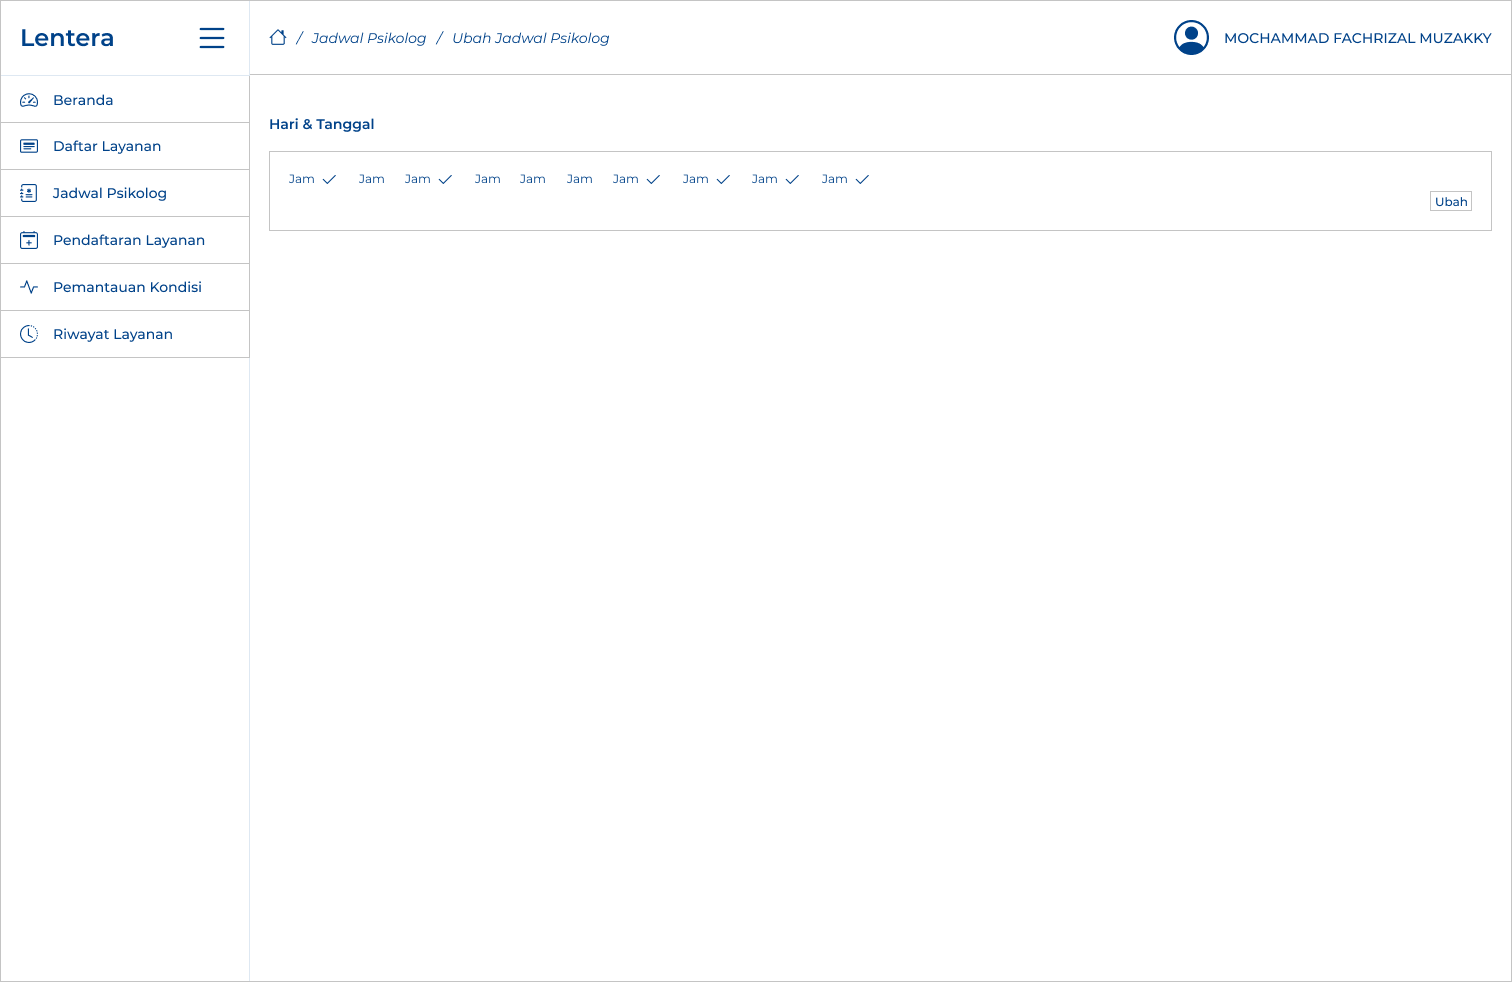 Lentera
/ Jadwal Psikolog / Ubah Jadwal Psikolog
MOCHAMMAD FACHRIZAL MUZAKKY
Beranda
Daftar Layanan
Jadwal Psikolog
Pendaftaran Layanan
Pemantauan Kondisi
Riwayat Layanan
Hari & Tanggal
Jam Jam Jam Jam Jam Jam Jam Jam Jam Jam
Ubah